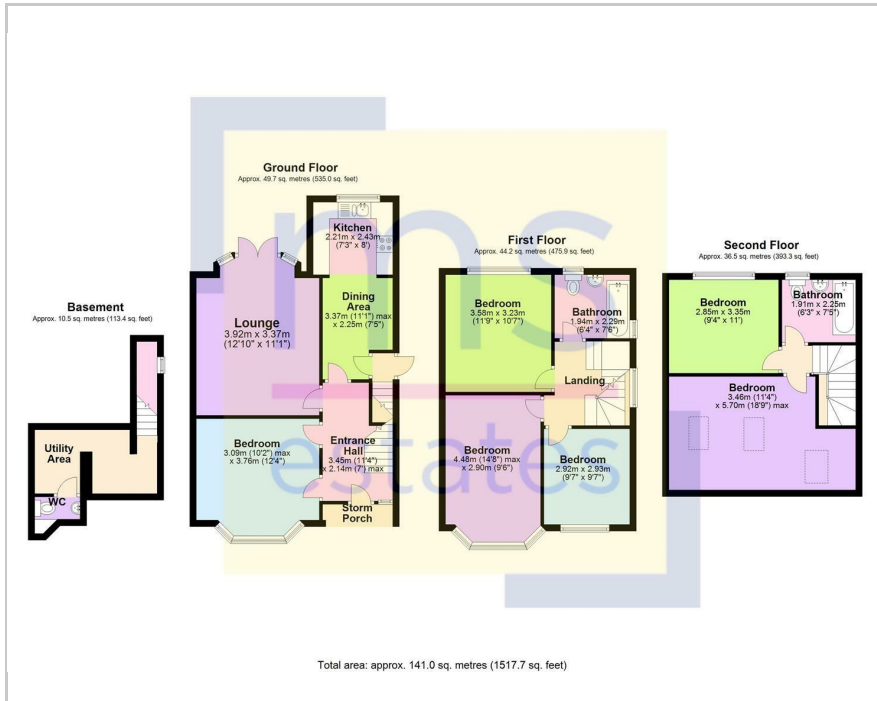 Basement
Approx. 10.5 sq. metres (113.4 sq. feet)
Utility
Area
WC
Ground Floor
Approx. 49.7 sq. metres (535.0 sq. feet)
Kitchen
2.21m x 2.43m
(7'3" x 8')
Lounge
3.92m x 3.37m
(12'10" x 11'1")
Dining
Area
3.37m (11'1") max
x 2.25m (7'5")
Bedroom
3.09m (10'2") max
x 3.76m (12'4")
Entrance
Hall
3.45m (11'4")
x 2.14m (7') max
Storm
Porch
First Floor
Approx. 44.2 sq. metres (475.9 sq. feet)
Bedroom
3.58m x 3.23m
(11'9" x 10'7")
Bathroom
1.94m x 2.29m
(6'4" x 7'6")
Landing
Bedroom
4.48m (14'8") max
x 2.90m (9'6")
Bedroom
2.92m x 2.93m
(9'7" x 9'7")
Second Floor
Approx. 36.5 sq. metres (393.3 sq. feet)
Bedroom
2.85m x 3.35m
(9'4" x 11')
Bathroom
1.91m x 2.25m
(6'3" x 7'5")
Bedroom
3.46m (11'4")
x 5.70m (18'9") max
ms
estates
Total area: approx. 141.0 sq. metres (1517.7 sq. feet)